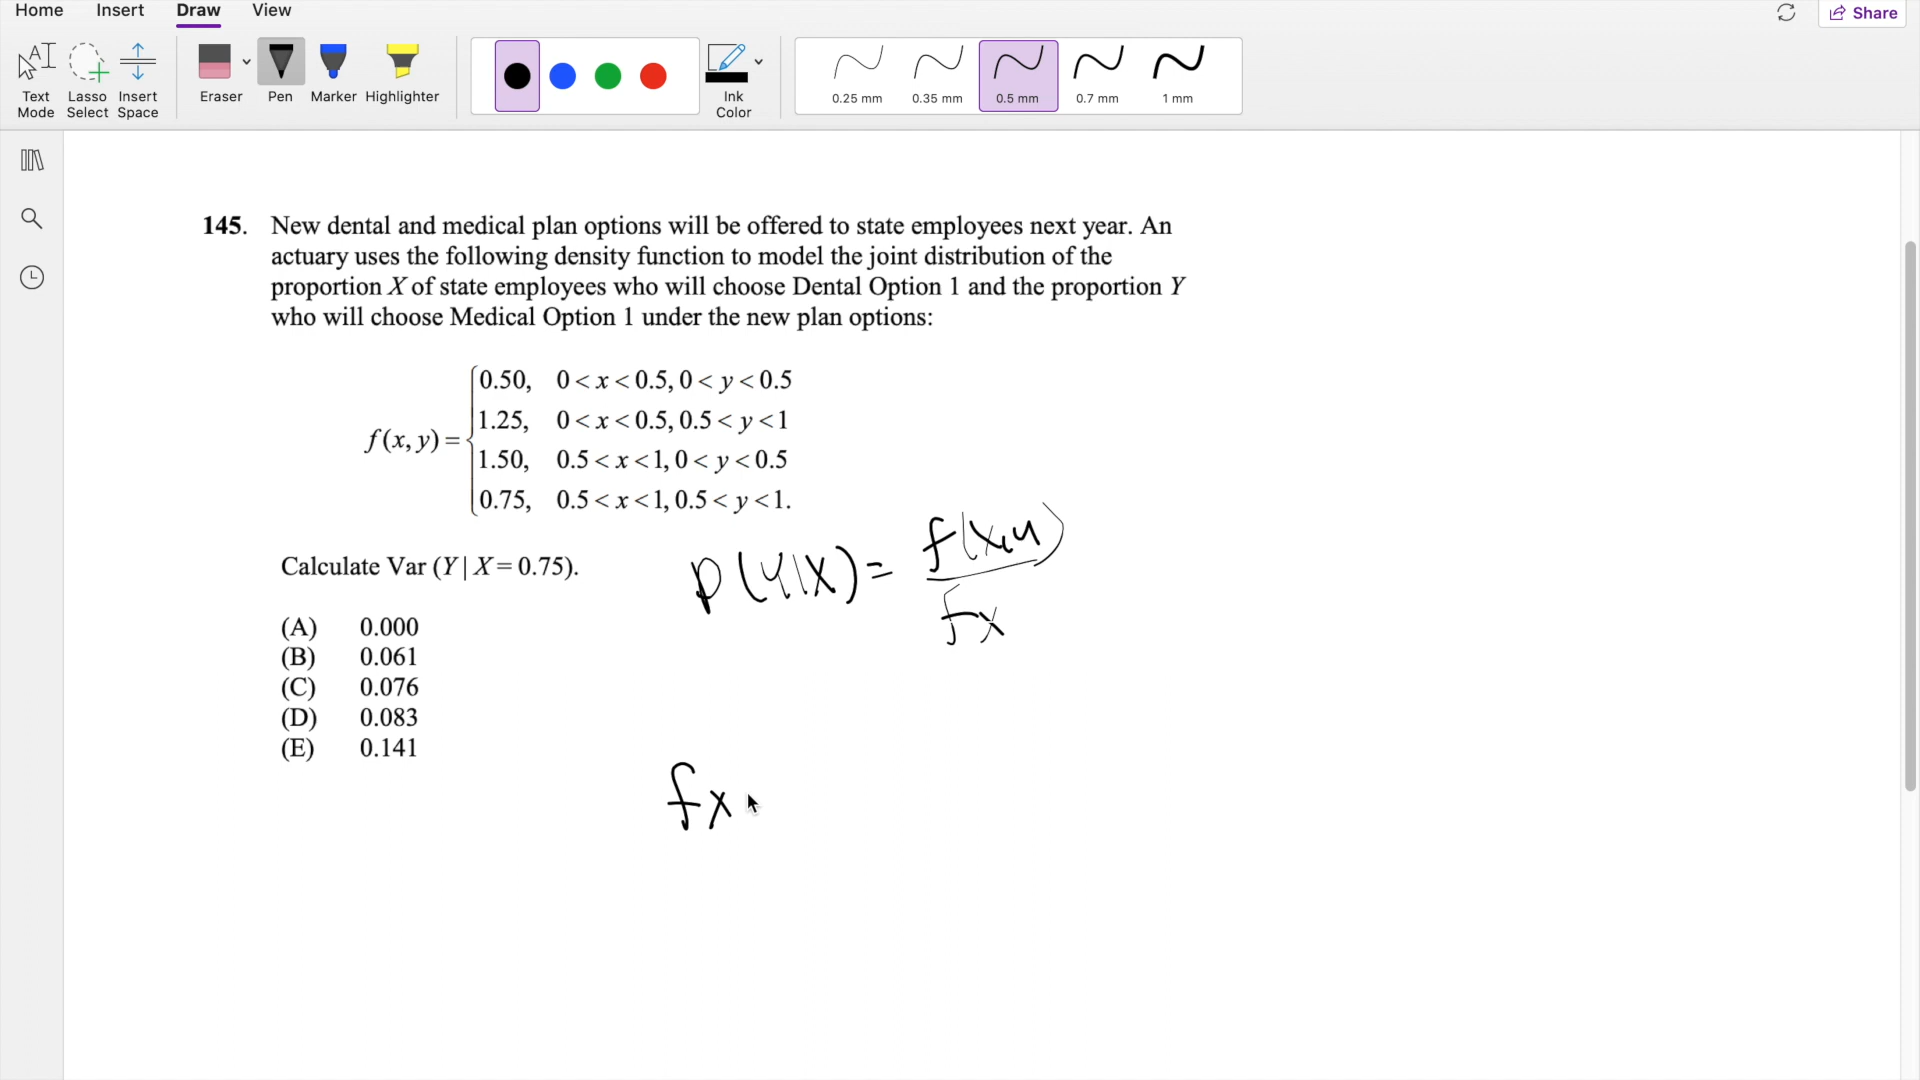 Home Insert Draw View Share
Text Mode Lasso Select Insert Space Eraser Pen Marker Highlighter Ink Color 0.25 mm 0.35 mm 0.5 mm 0.7 mm 1 mm
145. New dental and medical plan options will be offered to state employees next year. An
actuary uses the following density function to model the joint distribution of the
proportion X of state employees who will choose Dental Option 1 and the proportion Y
who will choose Medical Option 1 under the new plan options:
0.50, 0 < x < 0.5, 0 < y < 0.5
1.25, 0 < x < 0.5, 0.5 < y < 1
f(x, y) =
1.50, 0.5 < x < 1, 0 < y < 0.5
0.75, 0.5 < x < 1, 0.5 < y < 1.
Calculate Var (Y | X = 0.75).
P(Y|X) = f(x,y) / fx
(A) 0.000
(B) 0.061
(C) 0.076
(D) 0.083
(E) 0.141
fx